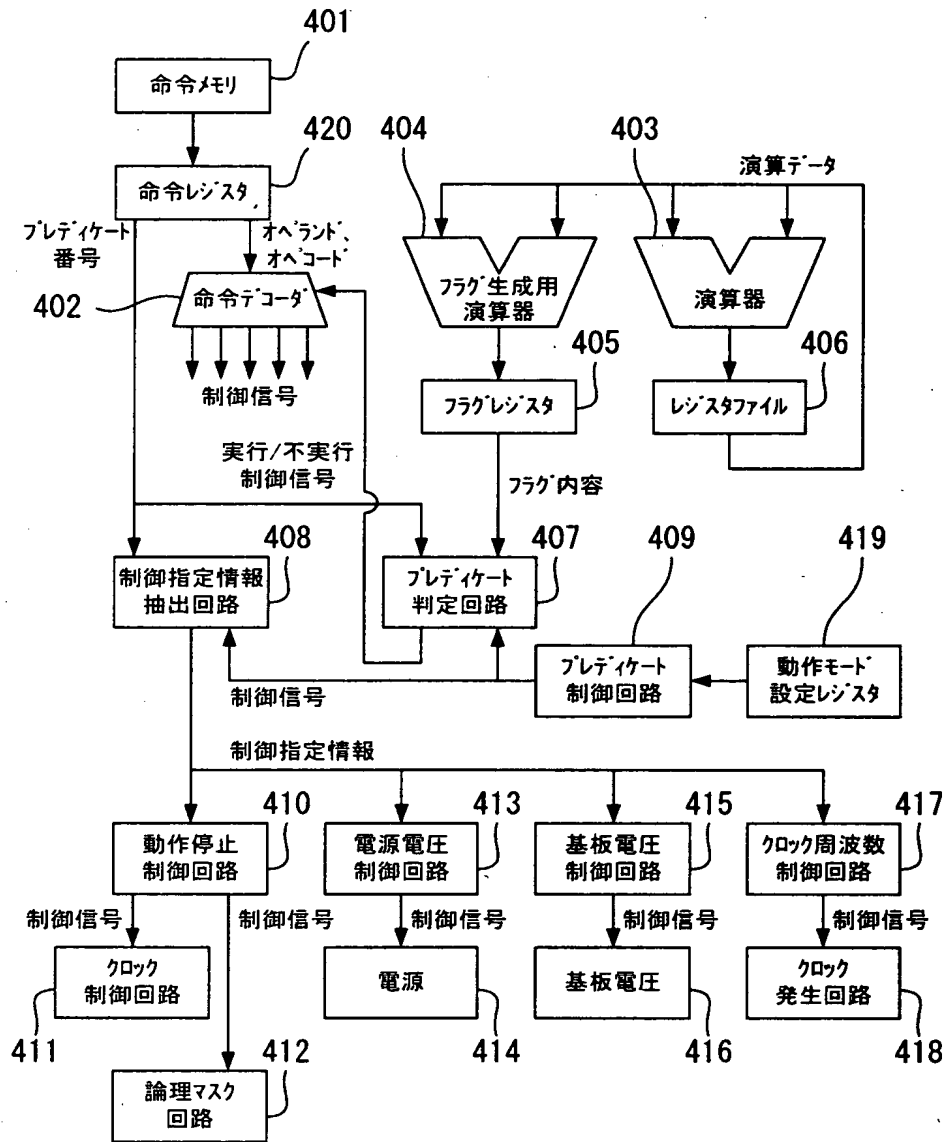 401
命令メモリ
420
命令レジスタ
404
403
演算データ
プレディケート
番号
オペランド、
オペコード
402
命令デコーダ
フラグ生成用
演算器
演算器
制御信号
405
フラグレジスタ
406
レジスタファイル
実行/不実行
制御信号
フラグ内容
408
制御指定情報
抽出回路
407
プレディケート
判定回路
409
プレディケート
制御回路
419
動作モード
設定レジスタ
制御信号
制御指定情報
410
動作停止
制御回路
413
電源電圧
制御回路
415
基板電圧
制御回路
417
クロック周波数
制御回路
制御信号
制御信号
制御信号
制御信号
制御信号
クロック
制御回路
411
電源
414
基板電圧
416
クロック
発生回路
418
412
論理マスク
回路